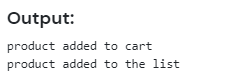 Output:
product added to cart
product added to the list